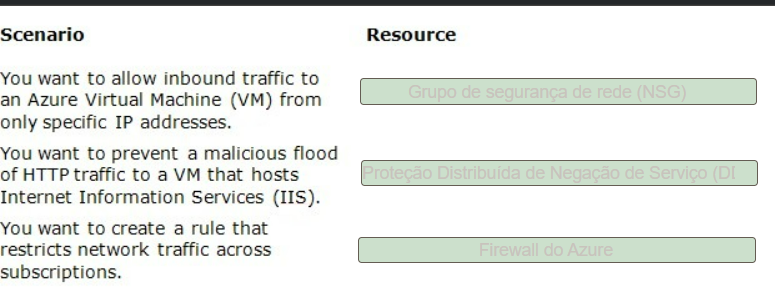 Scenario Resource
You want to allow inbound traffic to
an Azure Virtual Machine (VM) from
only specific IP addresses.
Grupo de segurança de rede (NSG)
You want to prevent a malicious flood
of HTTP traffic to a VM that hosts
Internet Information Services (IIS).
Proteção Distribuída de Negação de Serviço (DI
You want to create a rule that
restricts network traffic across
subscriptions.
Firewall do Azure